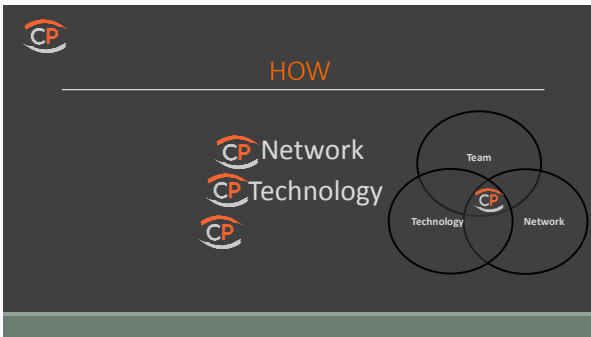 CP
HOW
CP Network
CP Technology
CP
Team
CP
Technology
Network